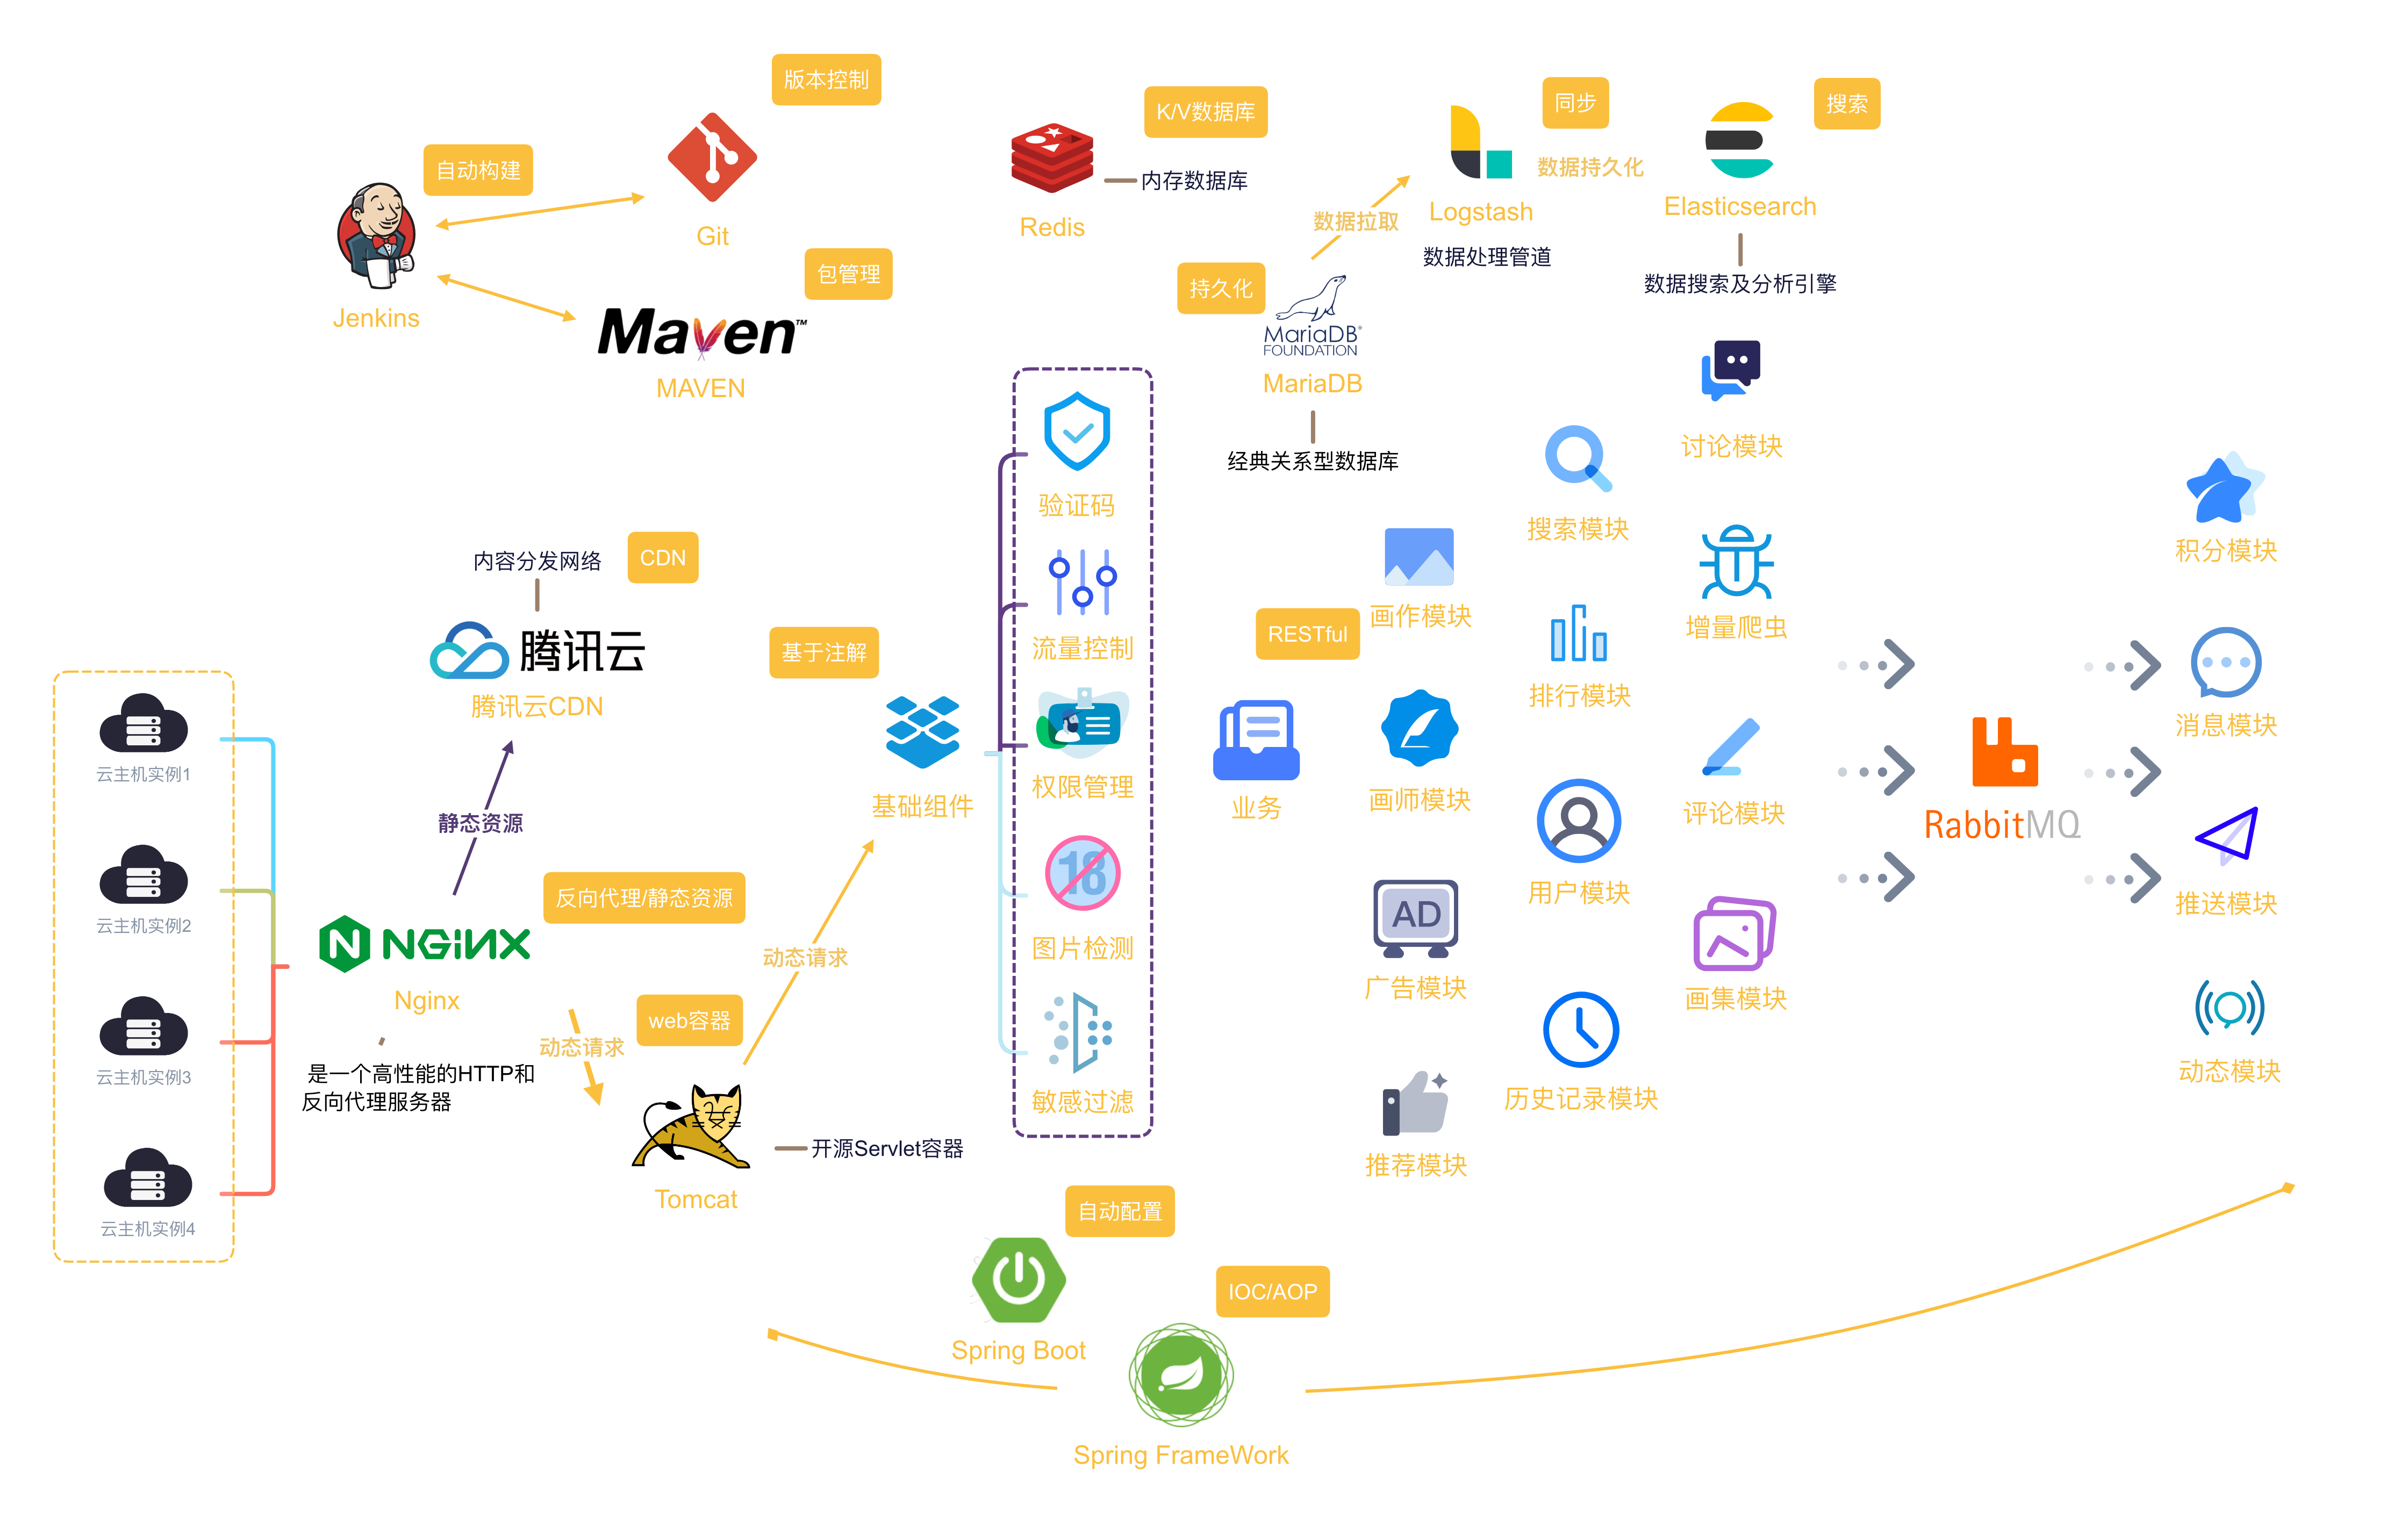 版本控制
自动构建
Git
Jenkins
包管理
Maven™
MAVEN
K/V数据库
内存数据库
Redis
同步
数据持久化
搜索
Logstash
Elasticsearch
数据拉取
数据处理管道
数据搜索及分析引擎
持久化
MariaDB®
FOUNDATION
MariaDB
经典关系型数据库
内容分发网络
CDN
腾讯云
腾讯云CDN
静态资源
云主机实例1
云主机实例2
云主机实例3
云主机实例4
反向代理/静态资源
NGiNX
Nginx
是一个高性能的HTTP和
反向代理服务器
动态请求
web容器
Tomcat
开源Servlet容器
动态请求
基于注解
基础组件
验证码
流量控制
权限管理
18
图片检测
敏感过滤
RESTful
业务
画作模块
画师模块
AD
广告模块
推荐模块
搜索模块
排行模块
用户模块
历史记录模块
讨论模块
增量爬虫
评论模块
画集模块
RabbitMQ
积分模块
消息模块
推送模块
动态模块
自动配置
Spring Boot
IOC/AOP
Spring FrameWork